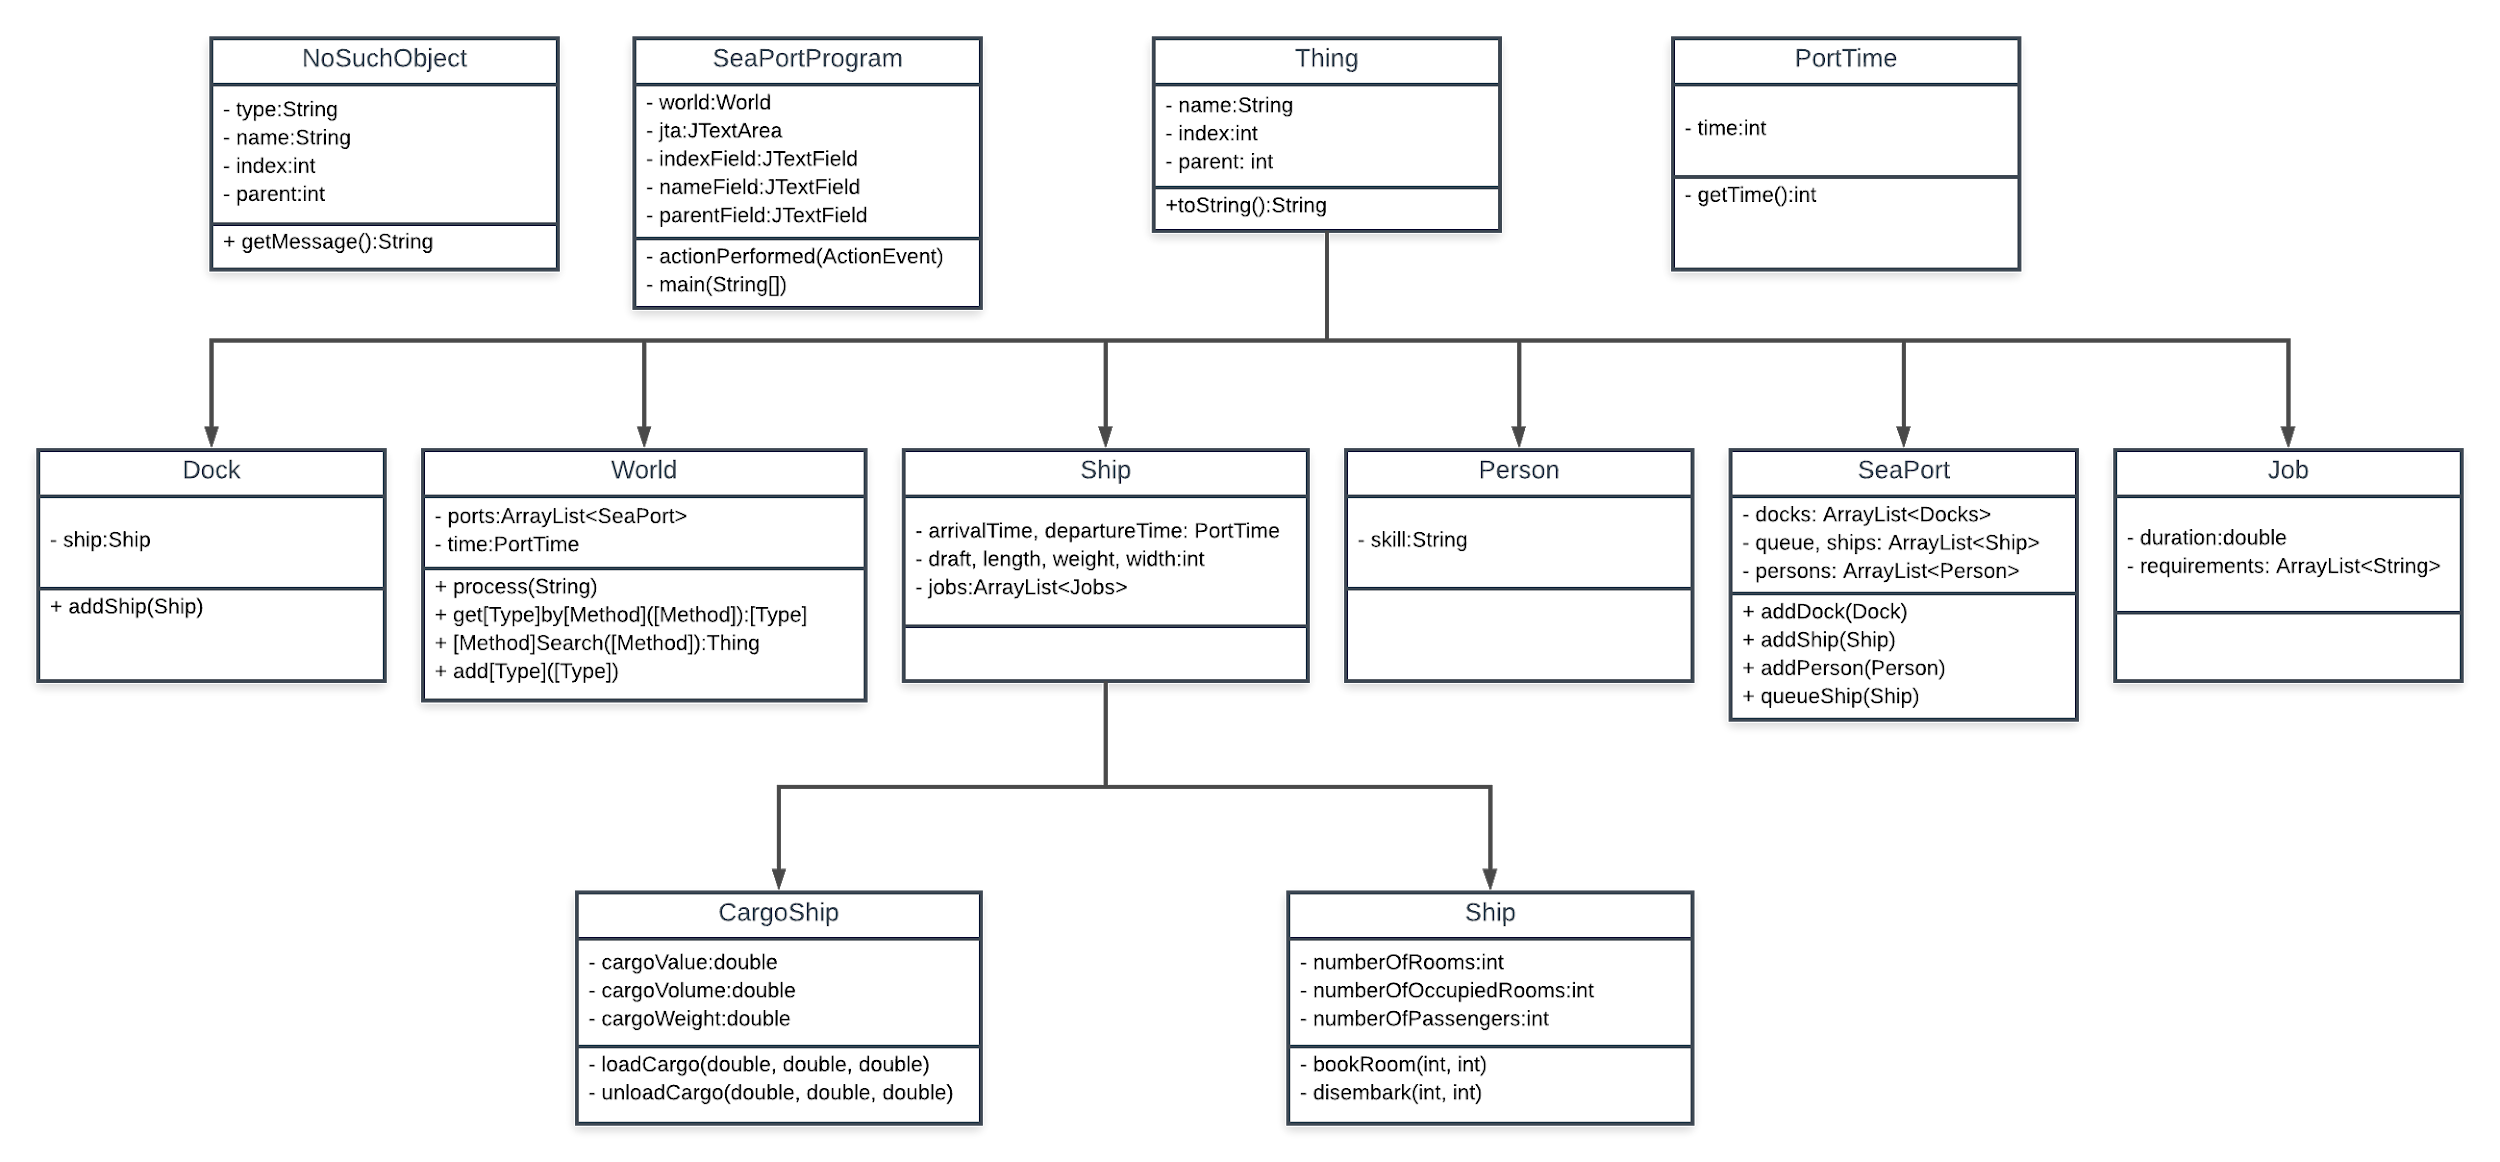 NoSuchObject
- type:String
- name:String
- index:int
- parent:int
+ getMessage():String
SeaPortProgram
- world:World
- jta:JTextArea
- indexField:JTextField
- nameField:JTextField
- parentField:JTextField
- actionPerformed(ActionEvent)
- main(String[])
Thing
- name:String
- index:int
- parent: int
+toString():String
PortTime
- time:int
- getTime():int
Dock
- ship:Ship
+ addShip(Ship)
World
- ports:ArrayList<SeaPort>
- time:PortTime
+ process(String)
+ get[Type]by[Method]([Method]):[Type]
+ [Method]Search([Method]):Thing
+ add[Type]([Type])
Ship
- arrivalTime, departureTime: PortTime
- draft, length, weight, width:int
- jobs:ArrayList<Jobs>
Person
- skill:String
SeaPort
- docks: ArrayList<Docks>
- queue, ships: ArrayList<Ship>
- persons: ArrayList<Person>
+ addDock(Dock)
+ addShip(Ship)
+ addPerson(Person)
+ queueShip(Ship)
Job
- duration:double
- requirements: ArrayList<String>
CargoShip
- cargoValue:double
- cargoVolume:double
- cargoWeight:double
- loadCargo(double, double, double)
- unloadCargo(double, double, double)
Ship
- numberOfRooms:int
- numberOfOccupiedRooms:int
- numberOfPassengers:int
- bookRoom(int, int)
- disembark(int, int)